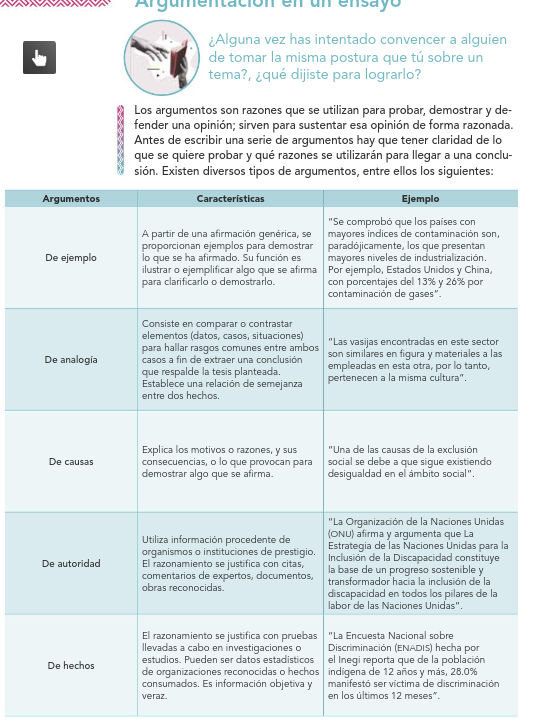 Argumentación en un ensayo
¿Alguna vez has intentado convencer a alguien
de tomar la misma postura que tú sobre un
tema?, ¿qué dijiste para lograrlo?
Los argumentos son razones que se utilizan para probar, demostrar y de-
fender una opinión; sirven para sustentar esa opinión de forma razonada.
Antes de escribir una serie de argumentos hay que tener claridad de lo
que se quiere probar y qué razones se utilizarán para llegar a una conclu-
sión. Existen diversos tipos de argumentos, entre ellos los siguientes:
Argumentos Características Ejemplo
De ejemplo
A partir de una afirmación genérica, se
proporcionan ejemplos para demostrar
lo que se ha afirmado. Su función es
ilustrar o ejemplificar algo que se afirma
para clarificarlo o demostrarlo.
“Se comprobó que los países con
mayores índices de contaminación son,
paradójicamente, los que presentan
mayores niveles de industrialización.
Por ejemplo, Estados Unidos y China,
con porcentajes del 13% y 26% por
contaminación de gases”.
De analogía
Consiste en comparar o contrastar
elementos (datos, casos, situaciones)
para hallar rasgos comunes entre ambos
casos a fin de extraer una conclusión
que respalde la tesis planteada.
Establece una relación de semejanza
entre dos hechos.
“Las vasijas encontradas en este sector
son similares en figura y materiales a las
empleadas en esta otra, por lo tanto,
pertenecen a la misma cultura”.
De causas
Explica los motivos o razones, y sus
consecuencias, o lo que provocan para
demostrar algo que se afirma.
“Una de las causas de la exclusión
social se debe a que sigue existiendo
desigualdad en el ámbito social”.
De autoridad
Utiliza información procedente de
organismos o instituciones de prestigio.
El razonamiento se justifica con citas,
comentarios de expertos, documentos,
obras reconocidas.
“La Organización de la Naciones Unidas
(ONU) afirma y argumenta que La
Estrategia de las Naciones Unidas para la
Inclusión de la Discapacidad constituye
la base de un progreso sostenible y
transformador hacia la inclusión de la
discapacidad en todos los pilares de la
labor de las Naciones Unidas”.
De hechos
El razonamiento se justifica con pruebas
llevadas a cabo en investigaciones o
estudios. Pueden ser datos estadísticos
de organizaciones reconocidas o hechos
consumados. Es información objetiva y
veraz.
“La Encuesta Nacional sobre
Discriminación (ENADIS) hecha por
el Inegi reporta que de la población
indígena de 12 años y más, 28.0%
manifestó ser víctima de discriminación
en los últimos 12 meses”.